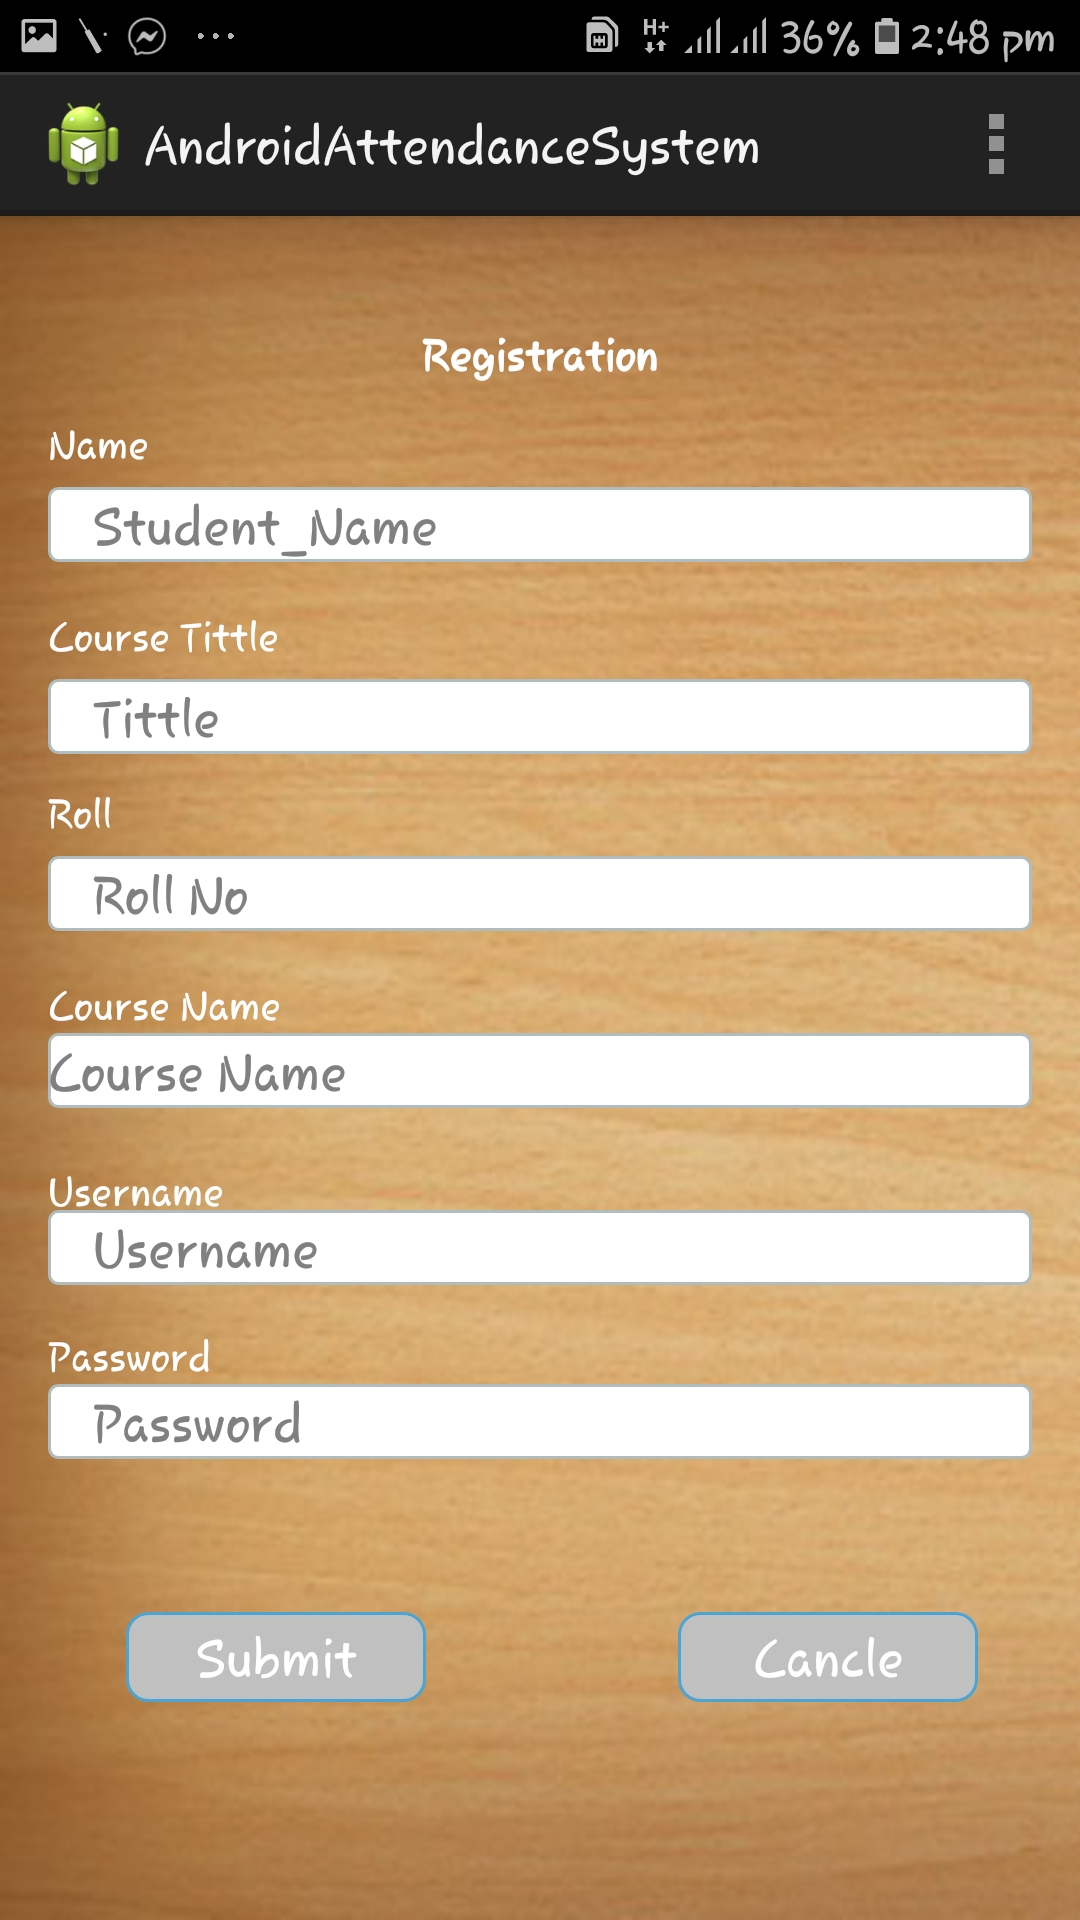 H+ 36% 2:48 pm
AndroidAttendanceSystem
Registration
Name
Student_Name
Course Tittle
Tittle
Roll
Roll No
Course Name
Course Name
Username
Username
Password
Password
Submit Cancle